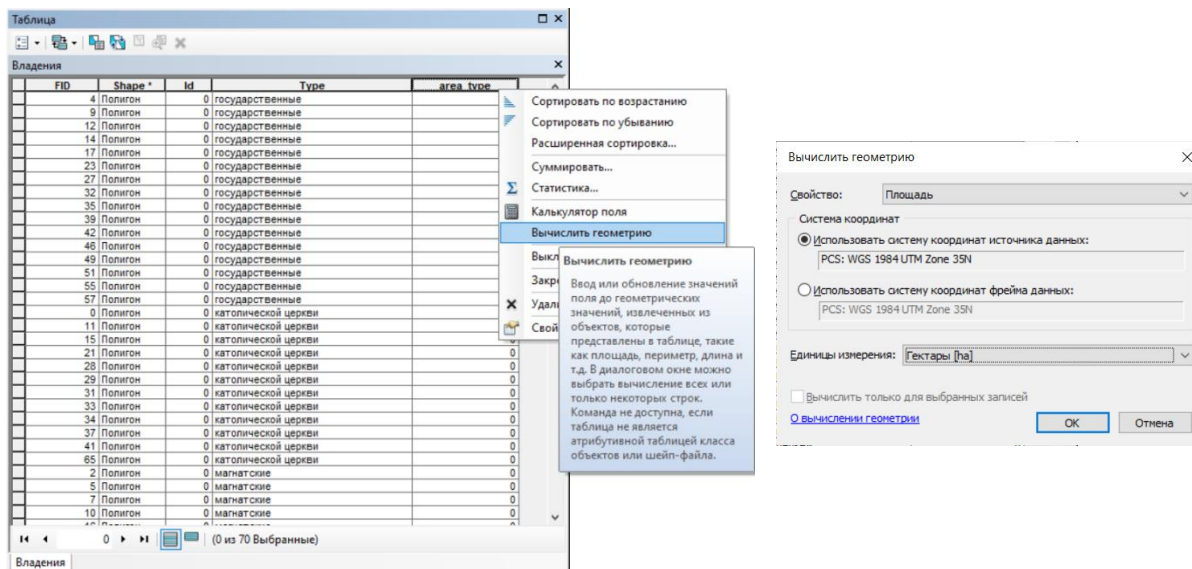 Таблица
Владения
FID Shape * Id Type area_type
4 Полигон 0 государственные
9 Полигон 0 государственные
12 Полигон 0 государственные
14 Полигон 0 государственные
17 Полигон 0 государственные
23 Полигон 0 государственные
27 Полигон 0 государственные
32 Полигон 0 государственные
35 Полигон 0 государственные
39 Полигон 0 государственные
42 Полигон 0 государственные
46 Полигон 0 государственные
49 Полигон 0 государственные
51 Полигон 0 государственные
55 Полигон 0 государственные
57 Полигон 0 государственные
0 Полигон 0 католической церкви
11 Полигон 0 католической церкви
15 Полигон 0 католической церкви 0
21 Полигон 0 католической церкви 0
28 Полигон 0 католической церкви 0
29 Полигон 0 католической церкви 0
31 Полигон 0 католической церкви 0
33 Полигон 0 католической церкви 0
34 Полигон 0 католической церкви 0
37 Полигон 0 католической церкви 0
41 Полигон 0 католической церкви 0
65 Полигон 0 католической церкви 0
2 Полигон 0 магнатские 0
5 Полигон 0 магнатские 0
7 Полигон 0 магнатские 0
10 Полигон 0 магнатские 0
0 (0 из 70 Выбранные)
Владения
Сортировать по возрастанию
Сортировать по убыванию
Расширенная сортировка...
Суммировать...
Σ Статистика...
Калькулятор поля
Вычислить геометрию
Выкл
Закр
Удали
Свой
Вычислить геометрию
Ввод или обновление значений
поля до геометрических
значений, извлеченных из
объектов, которые
представлены в таблице, такие
как площадь, периметр, длина и
т.д. В диалоговом окне можно
выбрать вычисление всех или
только некоторых строк.
Команда не доступна, если
таблица не является
атрибутивной таблицей класса
объектов или шейп-файла.
Вычислить геометрию
Свойство: Площадь
Система координат
Использовать систему координат источника данных:
PCS: WGS 1984 UTM Zone 35N
Использовать систему координат фрейма данных:
PCS: WGS 1984 UTM Zone 35N
Единицы измерения: Гектары [ha]
Вычислить только для выбранных записей
О вычислении геометрии
OK Отмена